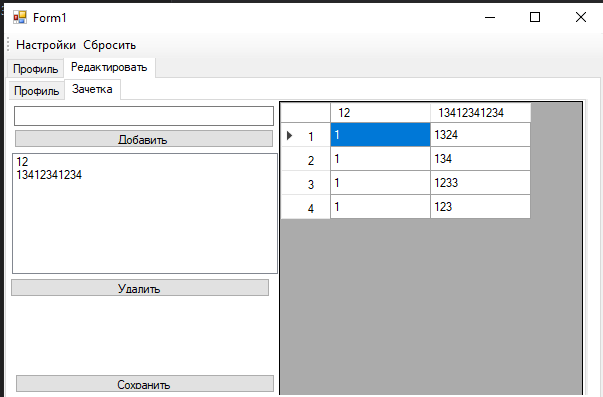 Form1
Настройки Сбросить
Профиль Редактировать
Профиль Зачетка
Добавить
12
13412341234
Удалить
Сохранить
12 13412341234
1 1 1324
2 1 134
3 1 1233
4 1 123